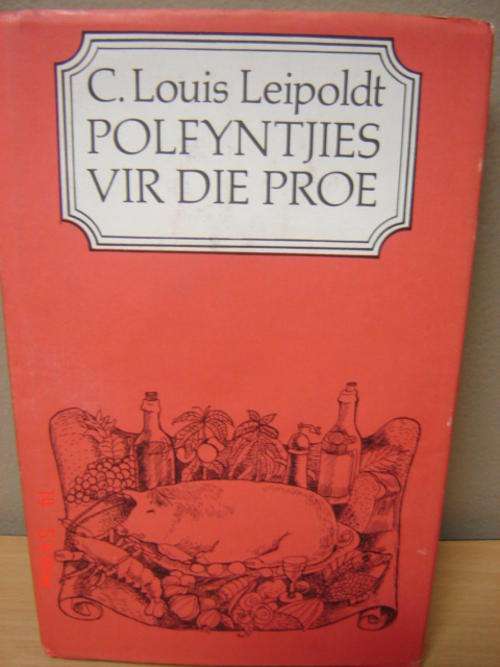 C. Louis Leipoldt
POLFYNTJIES
VIR DIE PROE